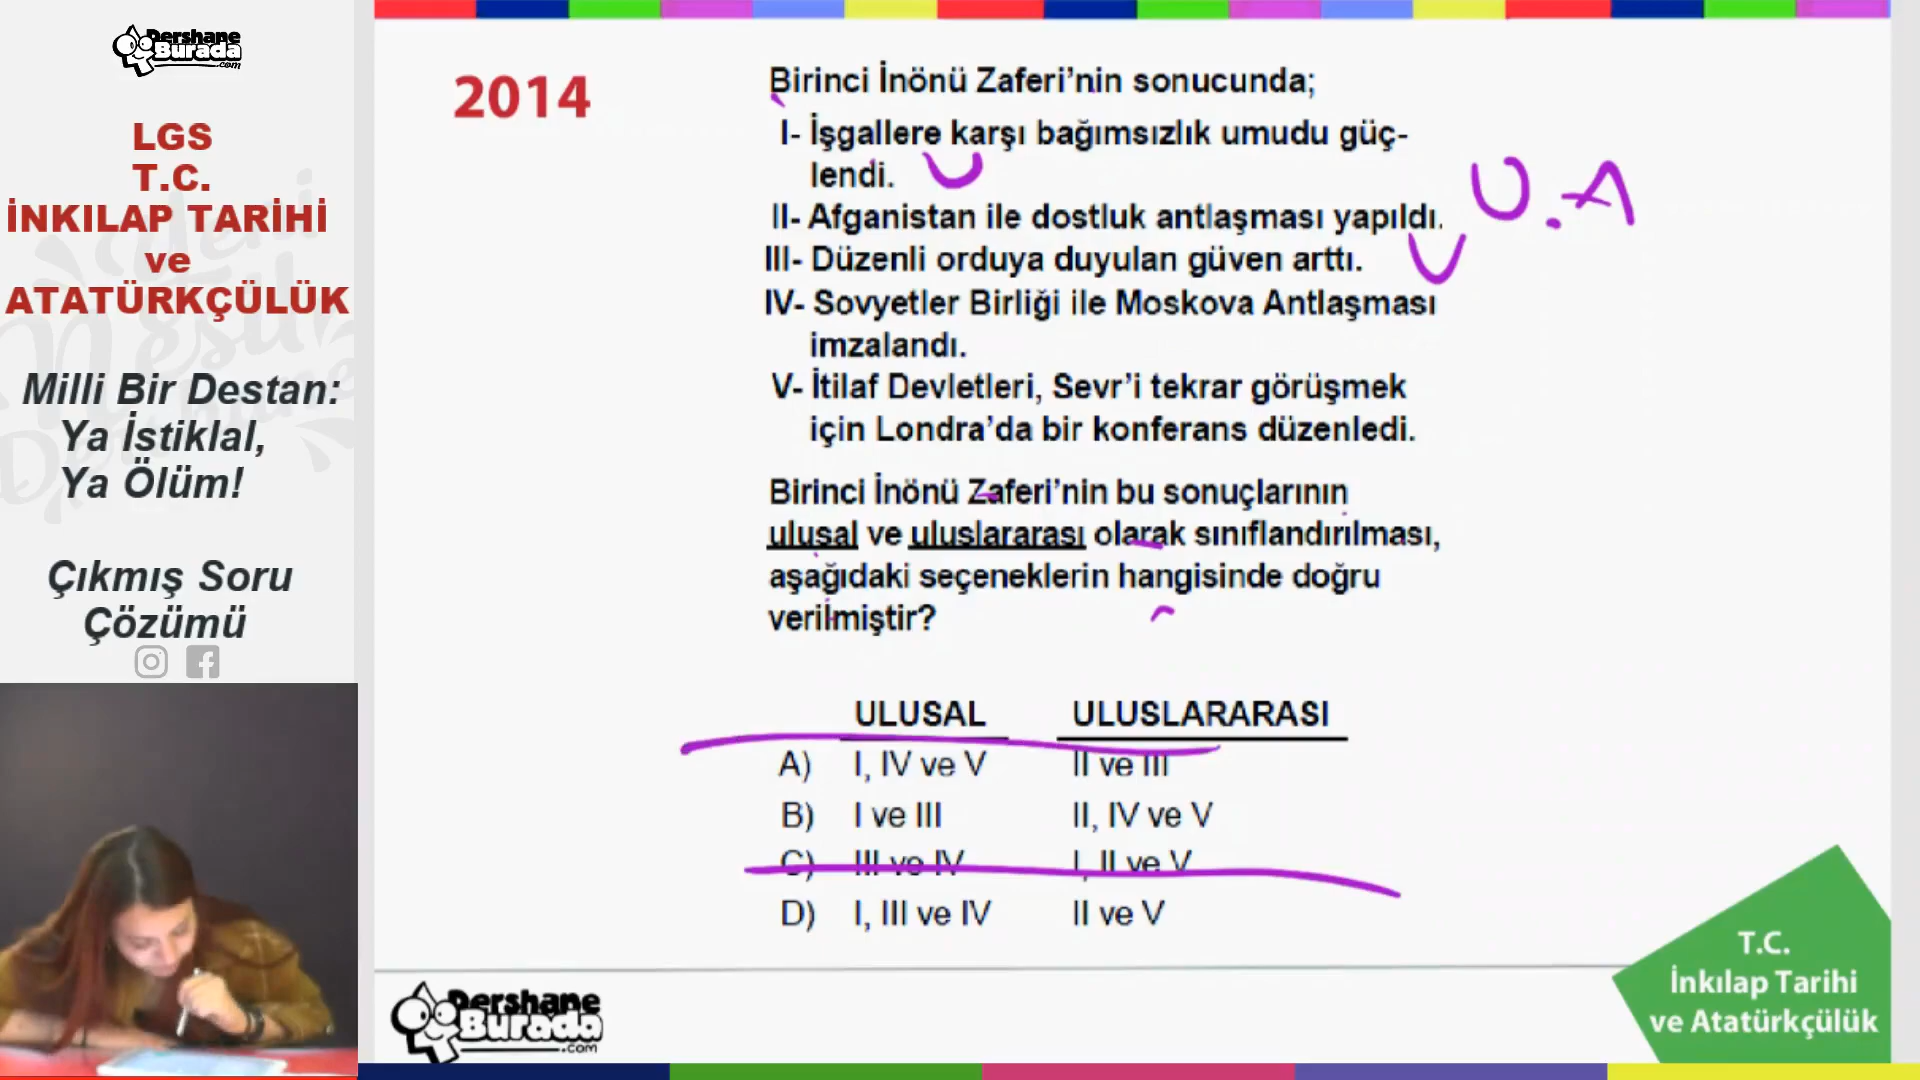 Dershane
Burada
.com
LGS
T.C.
İNKILAP TARİHİ
ve
ATATÜRKÇÜLÜK
Milli Bir Destan:
Ya İstiklal,
Ya Ölüm!
Çıkmış Soru
Çözümü
2014
Birinci İnönü Zaferi’nin sonucunda;
I- İşgallere karşı bağımsızlık umudu güç-
lendi. U
II- Afganistan ile dostluk antlaşması yapıldı. U.A
III- Düzenli orduya duyulan güven arttı. U
IV- Sovyetler Birliği ile Moskova Antlaşması
imzalandı.
V- İtilaf Devletleri, Sevr’i tekrar görüşmek
için Londra’da bir konferans düzenledi.
Birinci İnönü Zaferi’nin bu sonuçlarının
ulusal ve uluslararası olarak sınıflandırılması,
aşağıdaki seçeneklerin hangisinde doğru
verilmiştir?
ULUSAL ULUSLARARASI
A) I, IV ve V II ve III
B) I ve III II, IV ve V
C) III ve IV I, II ve V
D) I, III ve IV II ve V
Dershane
Burada
.com
T.C.
İnkılap Tarihi
ve Atatürkçülük